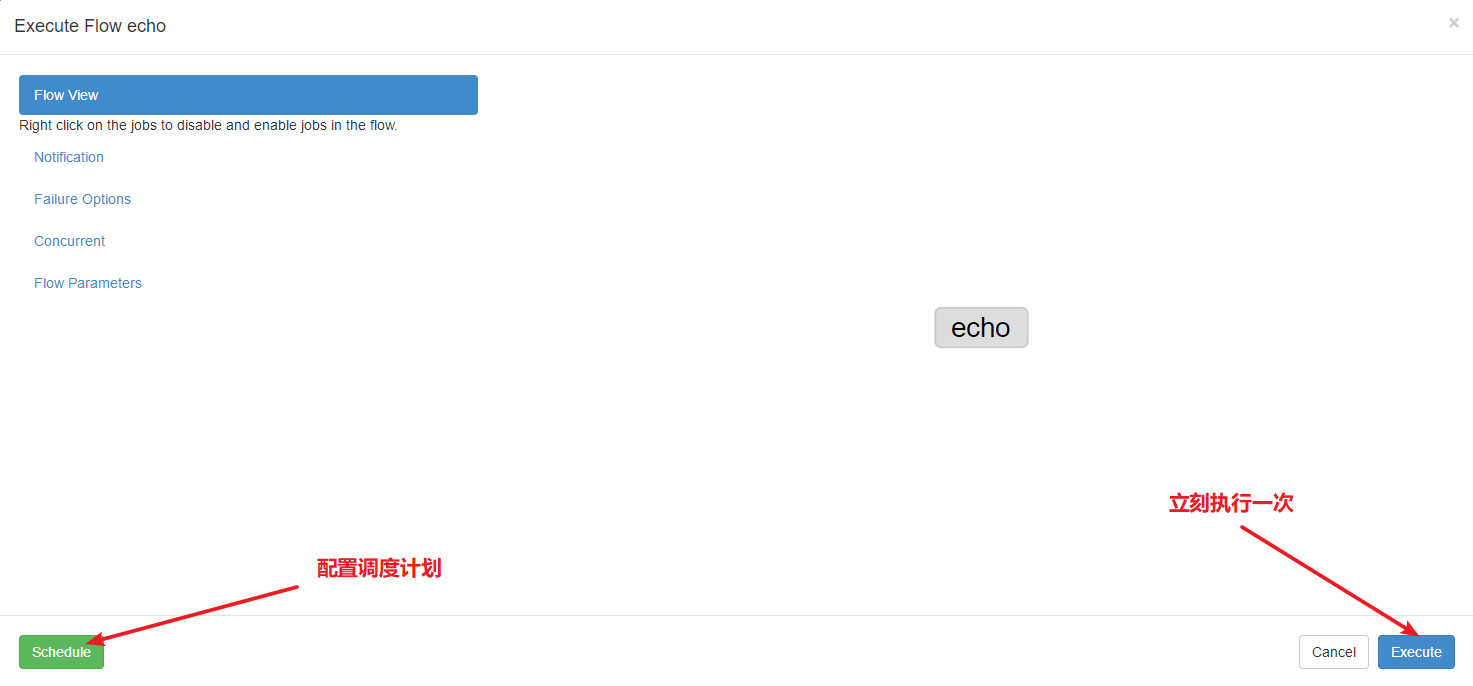 Execute Flow echo
×
Flow View
Right click on the jobs to disable and enable jobs in the flow.
Notification
Failure Options
Concurrent
Flow Parameters
echo
立刻执行一次
配置调度计划
Schedule
Cancel
Execute